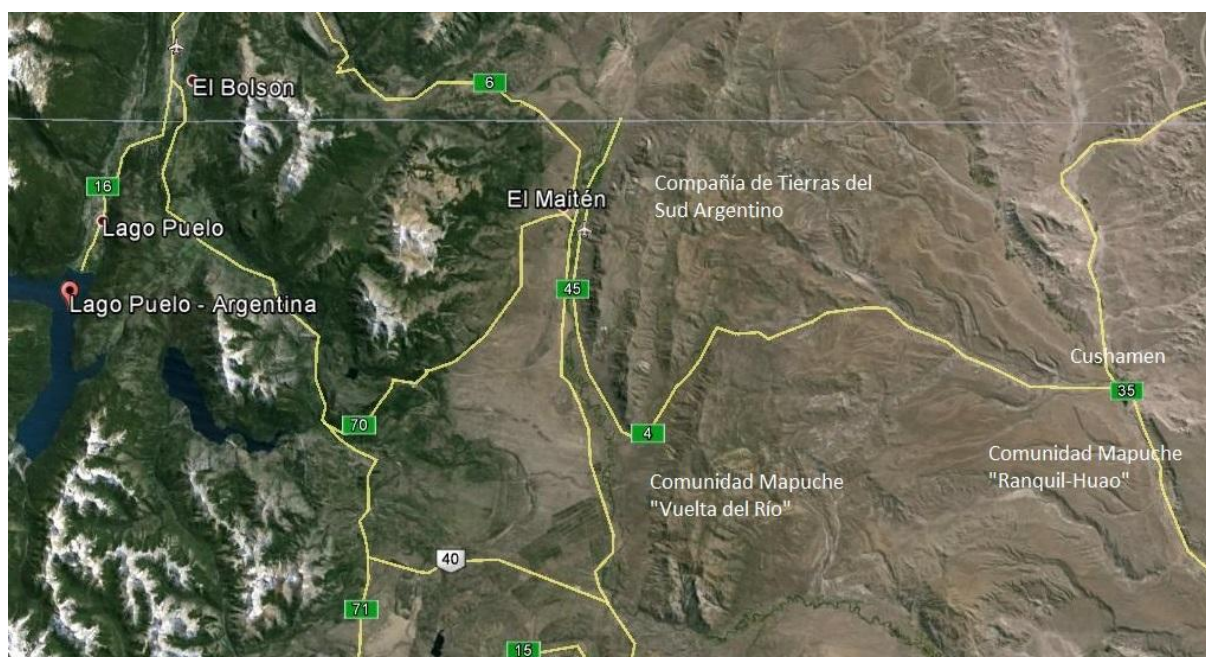 El Bolson
6
16
Compañía de Tierras del
Sud Argentino
El Maitén
Lago Puelo
Lago Puelo - Argentina
45
Cushamen
35
70
4
Comunidad Mapuche
"Ranquil-Huao"
Comunidad Mapuche
"Vuelta del Río"
40
71
15